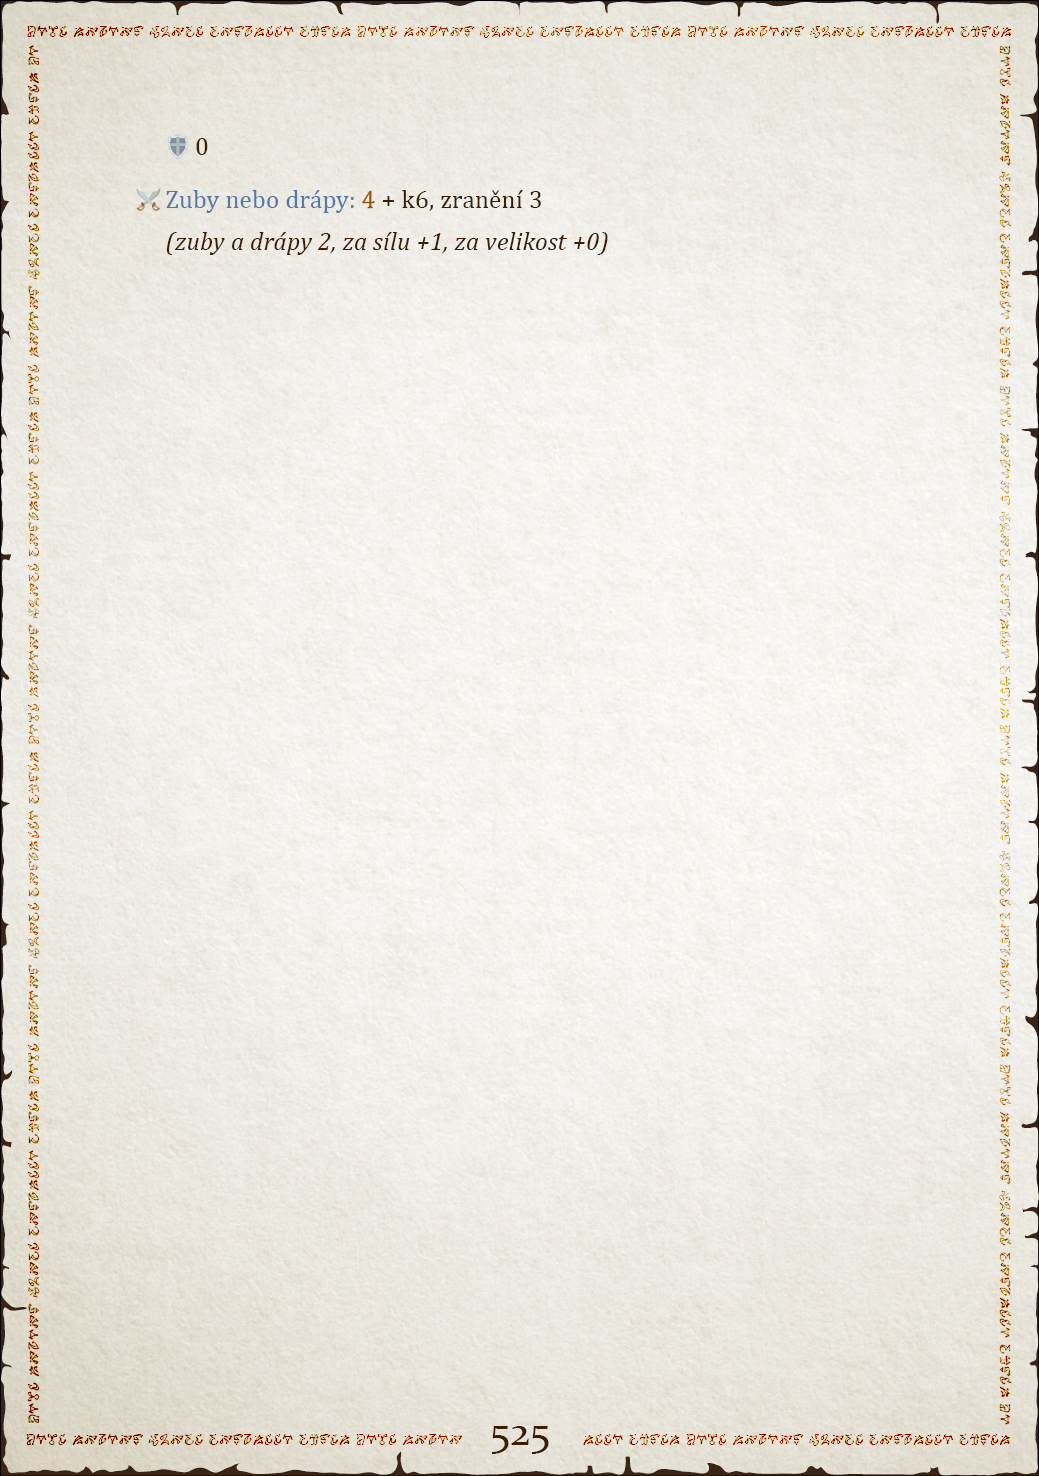 0
Zuby nebo drápy: 4 + k6, zranění 3
(zuby a drápy 2, za sílu +1, za velikost +0)
525